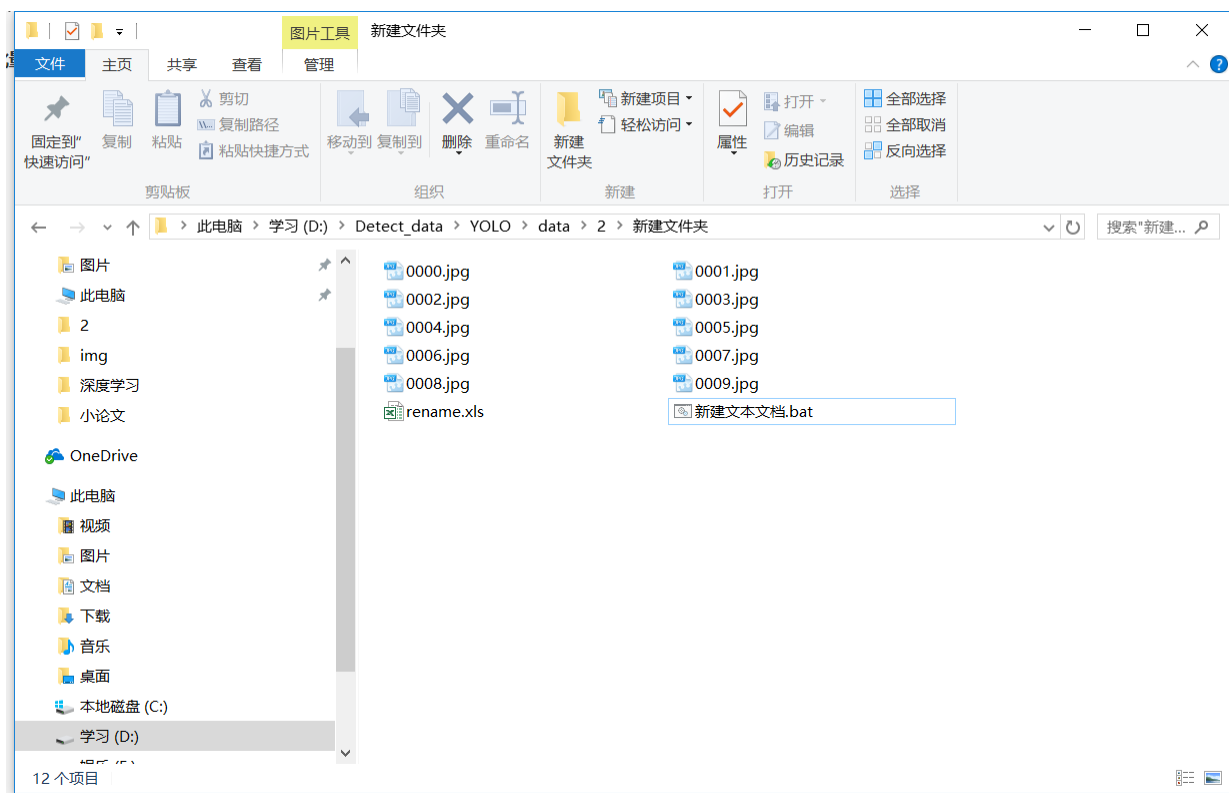 图片工具 新建文件夹
文件 主页 共享 查看 管理
固定到"快速访问"
复制
粘贴
剪切
复制路径
粘贴快捷方式
剪贴板
移动到 复制到 删除 重命名
组织
新建文件夹
新建项目
轻松访问
新建
属性
打开
编辑
历史记录
打开
全部选择
全部取消
反向选择
选择
此电脑 学习 (D:) Detect_data YOLO data 2 新建文件夹
搜索"新建...
图片
此电脑
2
img
深度学习
小论文
OneDrive
此电脑
视频
图片
文档
下载
音乐
桌面
本地磁盘 (C:)
学习 (D:)
0000.jpg 0001.jpg
0002.jpg 0003.jpg
0004.jpg 0005.jpg
0006.jpg 0007.jpg
0008.jpg 0009.jpg
rename.xls 新建文本文档.bat
12 个项目